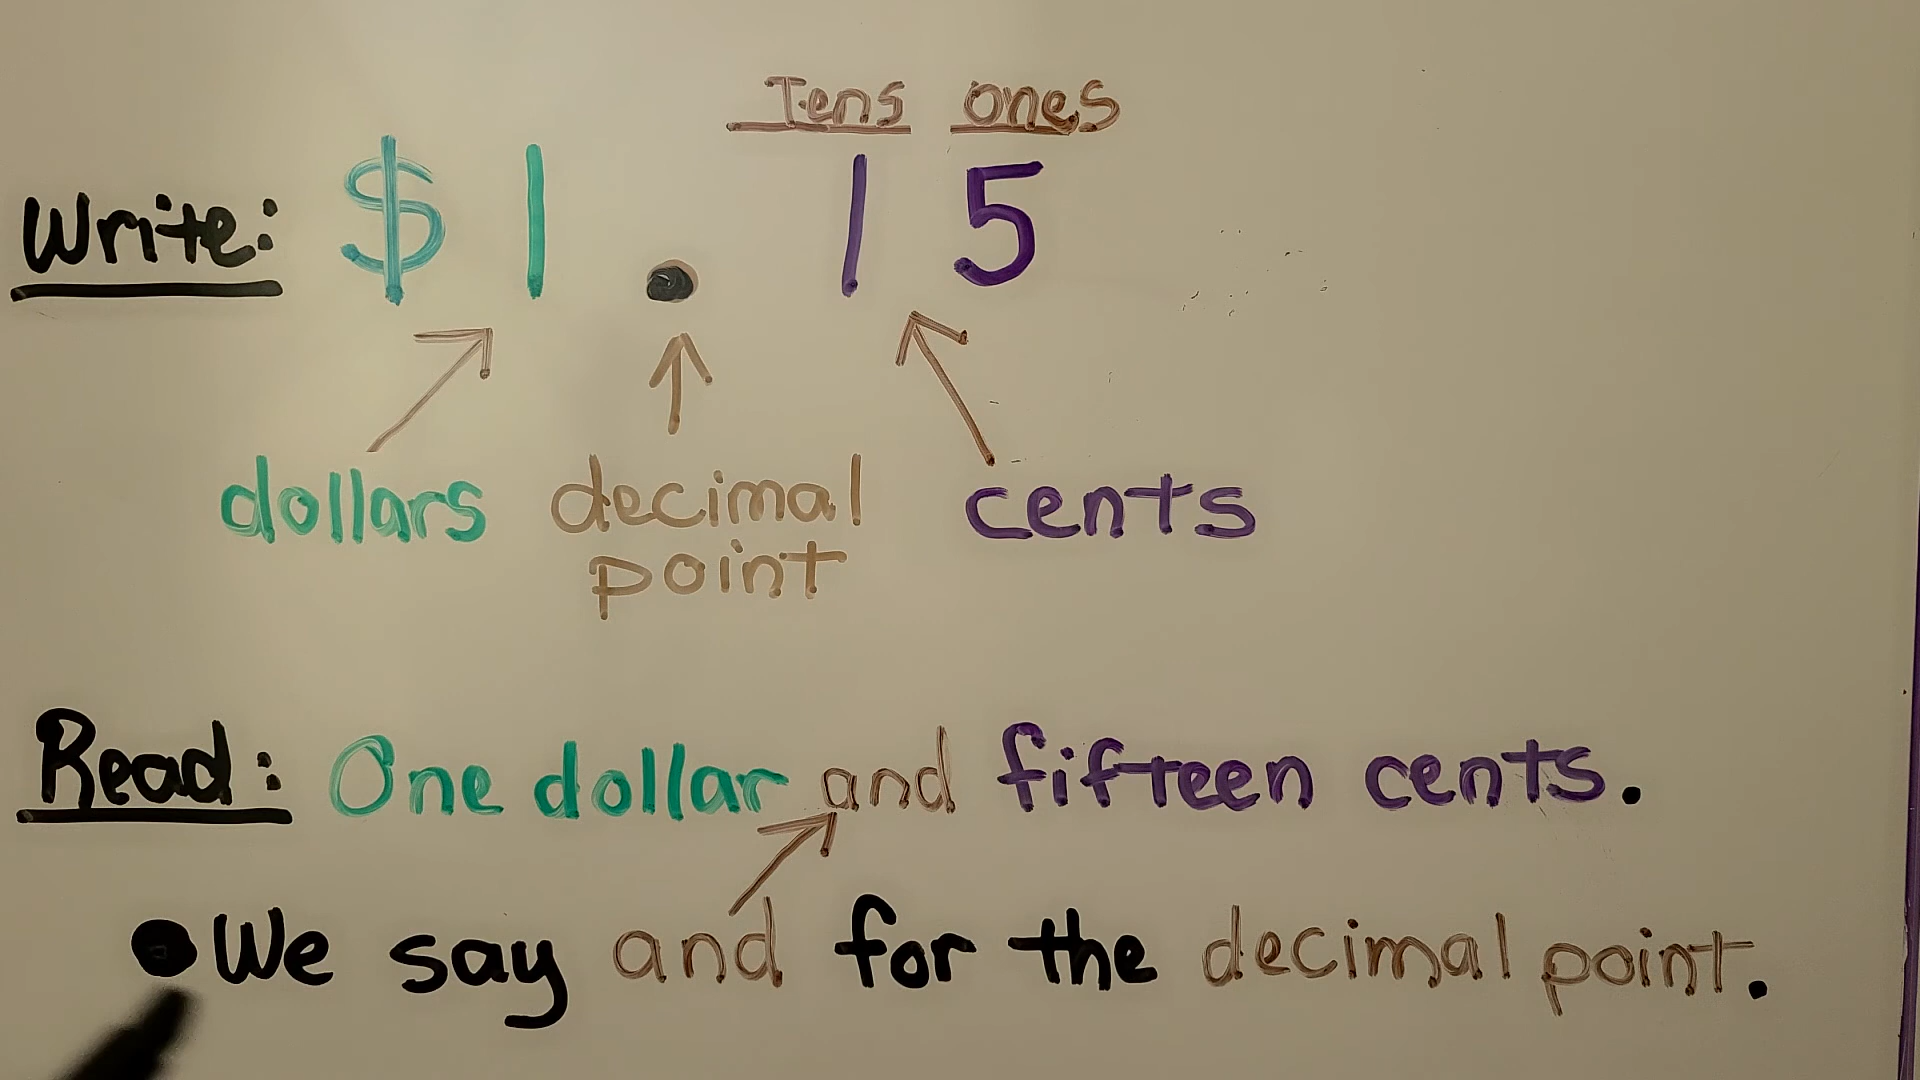 Tens ones
Write: $1.15
dollars decimal cents
point
Read: One dollar and fifteen cents.
•We say and for the decimal point.